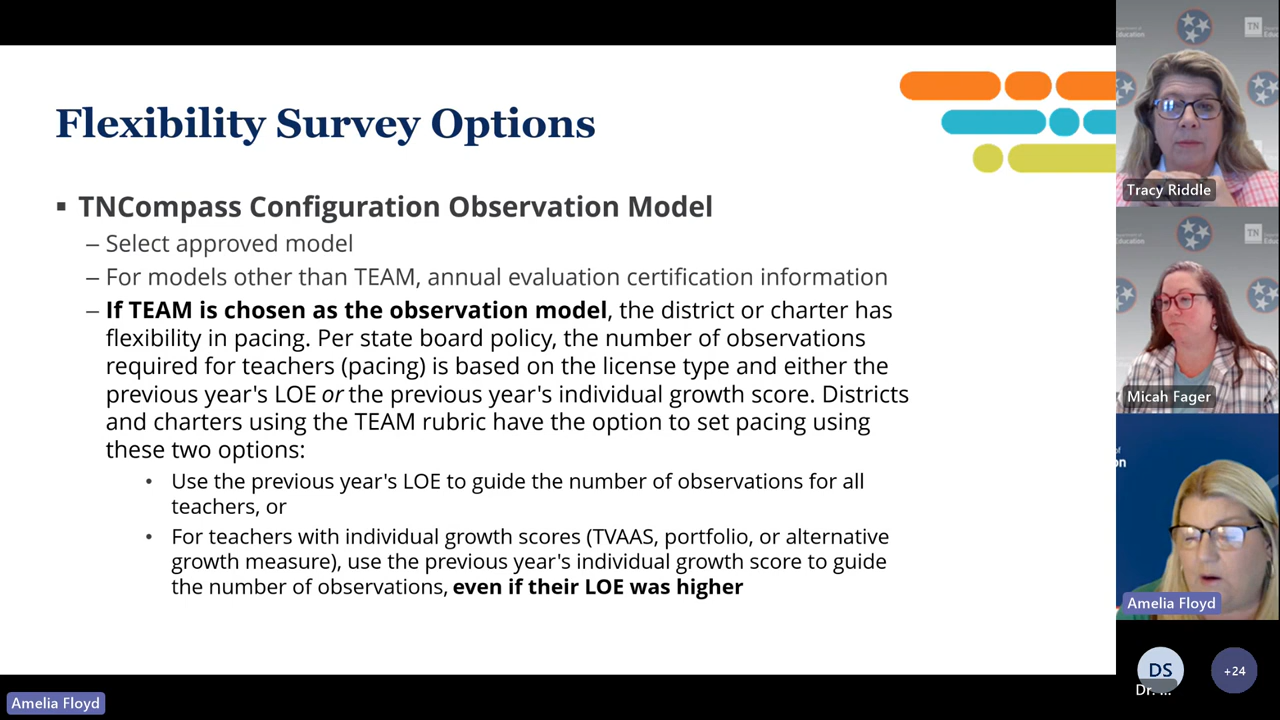 Flexibility Survey Options
▪ TNCompass Configuration Observation Model
– Select approved model
– For models other than TEAM, annual evaluation certification information
– If TEAM is chosen as the observation model, the district or charter has
flexibility in pacing. Per state board policy, the number of observations
required for teachers (pacing) is based on the license type and either the
previous year's LOE or the previous year's individual growth score. Districts
and charters using the TEAM rubric have the option to set pacing using
these two options:
• Use the previous year's LOE to guide the number of observations for all
teachers, or
• For teachers with individual growth scores (TVAAS, portfolio, or alternative
growth measure), use the previous year's individual growth score to guide
the number of observations, even if their LOE was higher
Education
TN
Tracy Riddle
Education
TN
Micah Fager
of
on
Amelia Floyd
DS
Dr. ...
+24
Amelia Floyd